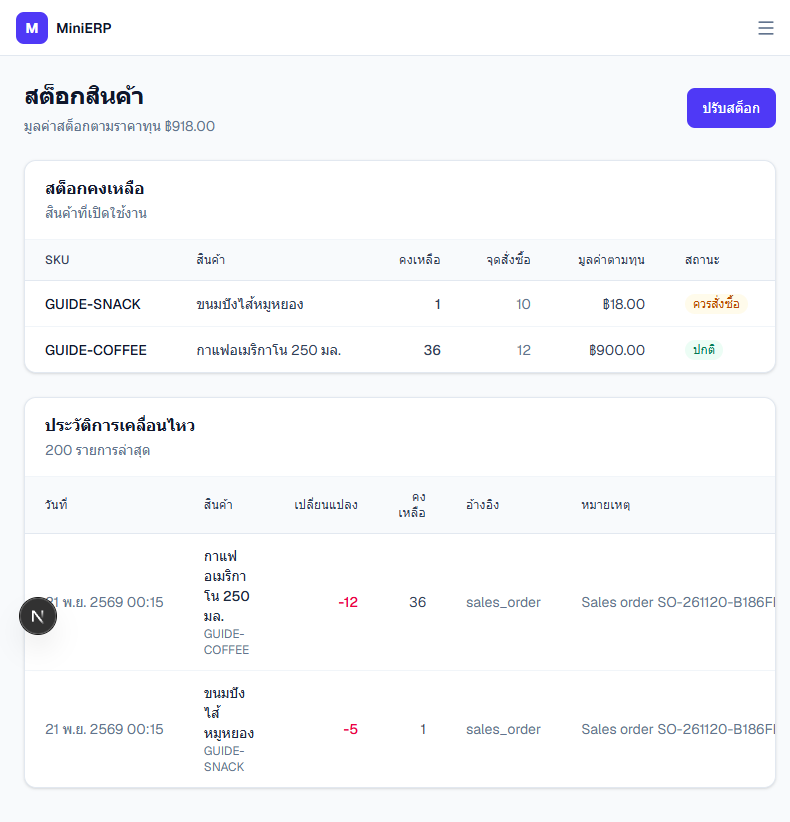 M MiniERP
สต็อกสินค้า
มูลค่าสต็อกตามราคาทุน ฿918.00
ปรับสต็อก
สต็อกคงเหลือ
สินค้าที่เปิดใช้งาน
SKU สินค้า คงเหลือ จุดสั่งซื้อ มูลค่าตามทุน สถานะ
GUIDE-SNACK ขนมปังไส้หมูหยอง 1 10 ฿18.00 ควรสั่งซื้อ
GUIDE-COFFEE กาแฟอเมริกาโน 250 มล. 36 12 ฿900.00 ปกติ
ประวัติการเคลื่อนไหว
200 รายการล่าสุด
วันที่ สินค้า เปลี่ยนแปลง คง
เหลือ อ้างอิง หมายเหตุ
กาแฟ
อเมริกา
โน 250
มล.
GUIDE-
COFFEE
21 พ.ย. 2569 00:15 -12 36 sales_order Sales order SO-261120-B186F
N
ขนมปัง
ไส้
หมูหยอง
GUIDE-
SNACK
21 พ.ย. 2569 00:15 -5 1 sales_order Sales order SO-261120-B186F